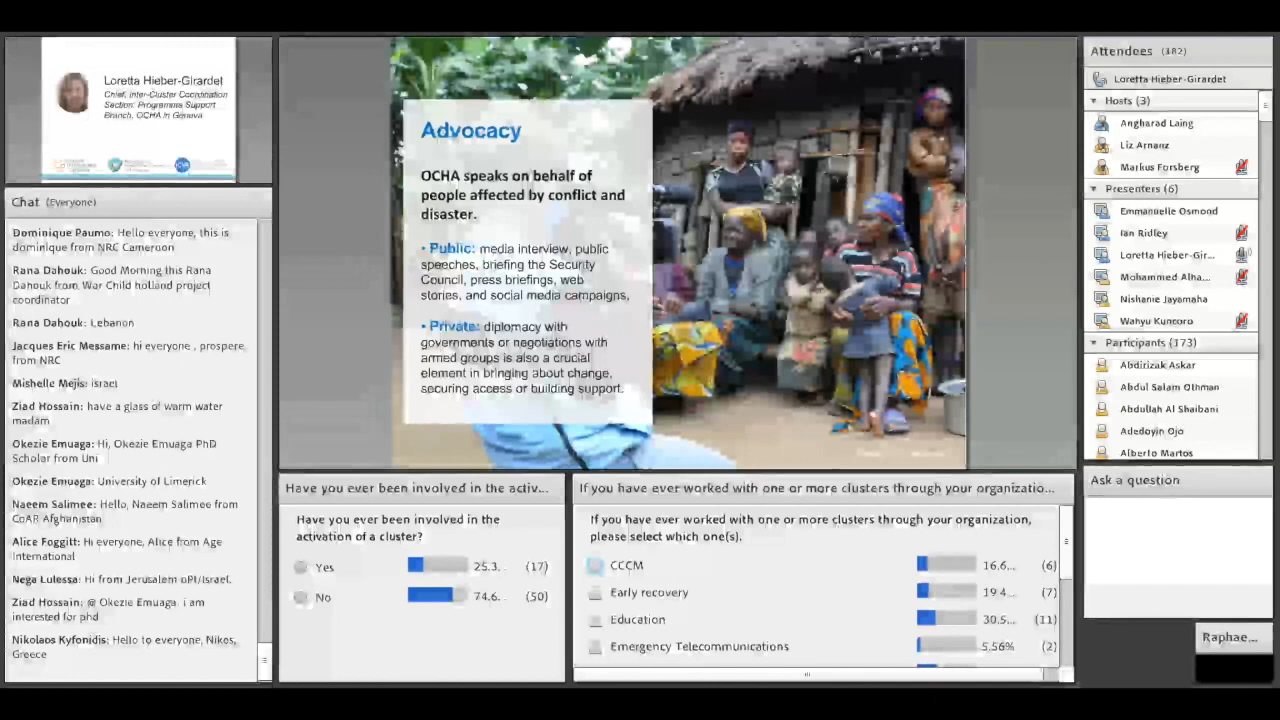 Loretta Hieber-Girardet
Chief, Inter-Cluster Coordination
Section: Programme Support
Branch, OCHA in Geneva
Chat (Everyone)
Dominique Paumo: Hello everyone, this is
dominique from NRC Cameroon
Rana Dahouk: Good Morning this Rana
Dahouk from War Child holland project
coordinator
Rana Dahouk: Lebanon
Jacques Eric Messame: hi everyone , prospere
from NRC
Mishelle Mejis: israel
Ziad Hossain: have a glass of warm water
madam
Okezie Emuaga: Hi, Okezie Emuaga PhD
Scholar from Uni
Okezie Emuaga: University of Limerick
Naeem Salimee: Hello, Naeem Salimee from
CoAR Afghanistan
Alice Foggitt: Hi everyone, Alice from Age
International
Nega Lulessa: Hi from Jerusalem oPt/Israel.
Ziad Hossain: @ Okezie Emuaga. i am
interested for phd
Nikolaos Kyfonidis: Hello to everyone, Nikos,
Greece
Advocacy
OCHA speaks on behalf of
people affected by conflict and
disaster.
• Public: media interview, public
speeches, briefing the Security
Council, press briefings, web
stories, and social media campaigns,
• Private: diplomacy with
governments or negotiations with
armed groups is also a crucial
element in bringing about change,
securing access or building support.
Have you ever been involved in the activ...
Have you ever been involved in the
activation of a cluster?
Yes 25.3... (17)
No 74.6... (50)
If you have ever worked with one or more clusters through your organizatio...
If you have ever worked with one or more clusters through your organization,
please select which one(s).
CCCM 16.6... (6)
Early recovery 19.4... (7)
Education 30.5... (11)
Emergency Telecommunications 5.56% (2)
Attendees (182)
Loretta Hieber-Girardet
Hosts (3)
Angharad Laing
Liz Arnanz
Markus Forsberg
Presenters (6)
Emmanuelle Osmond
Ian Ridley
Loretta Hieber-Gir...
Mohammed Alha...
Nishanie Jayamaha
Wahyu Kuncoro
Participants (173)
Abdirizak Askar
Abdul Salam Othman
Abdullah Al Shaibani
Adedoyin Ojo
Alberto Martos
Ask a question
Raphae...